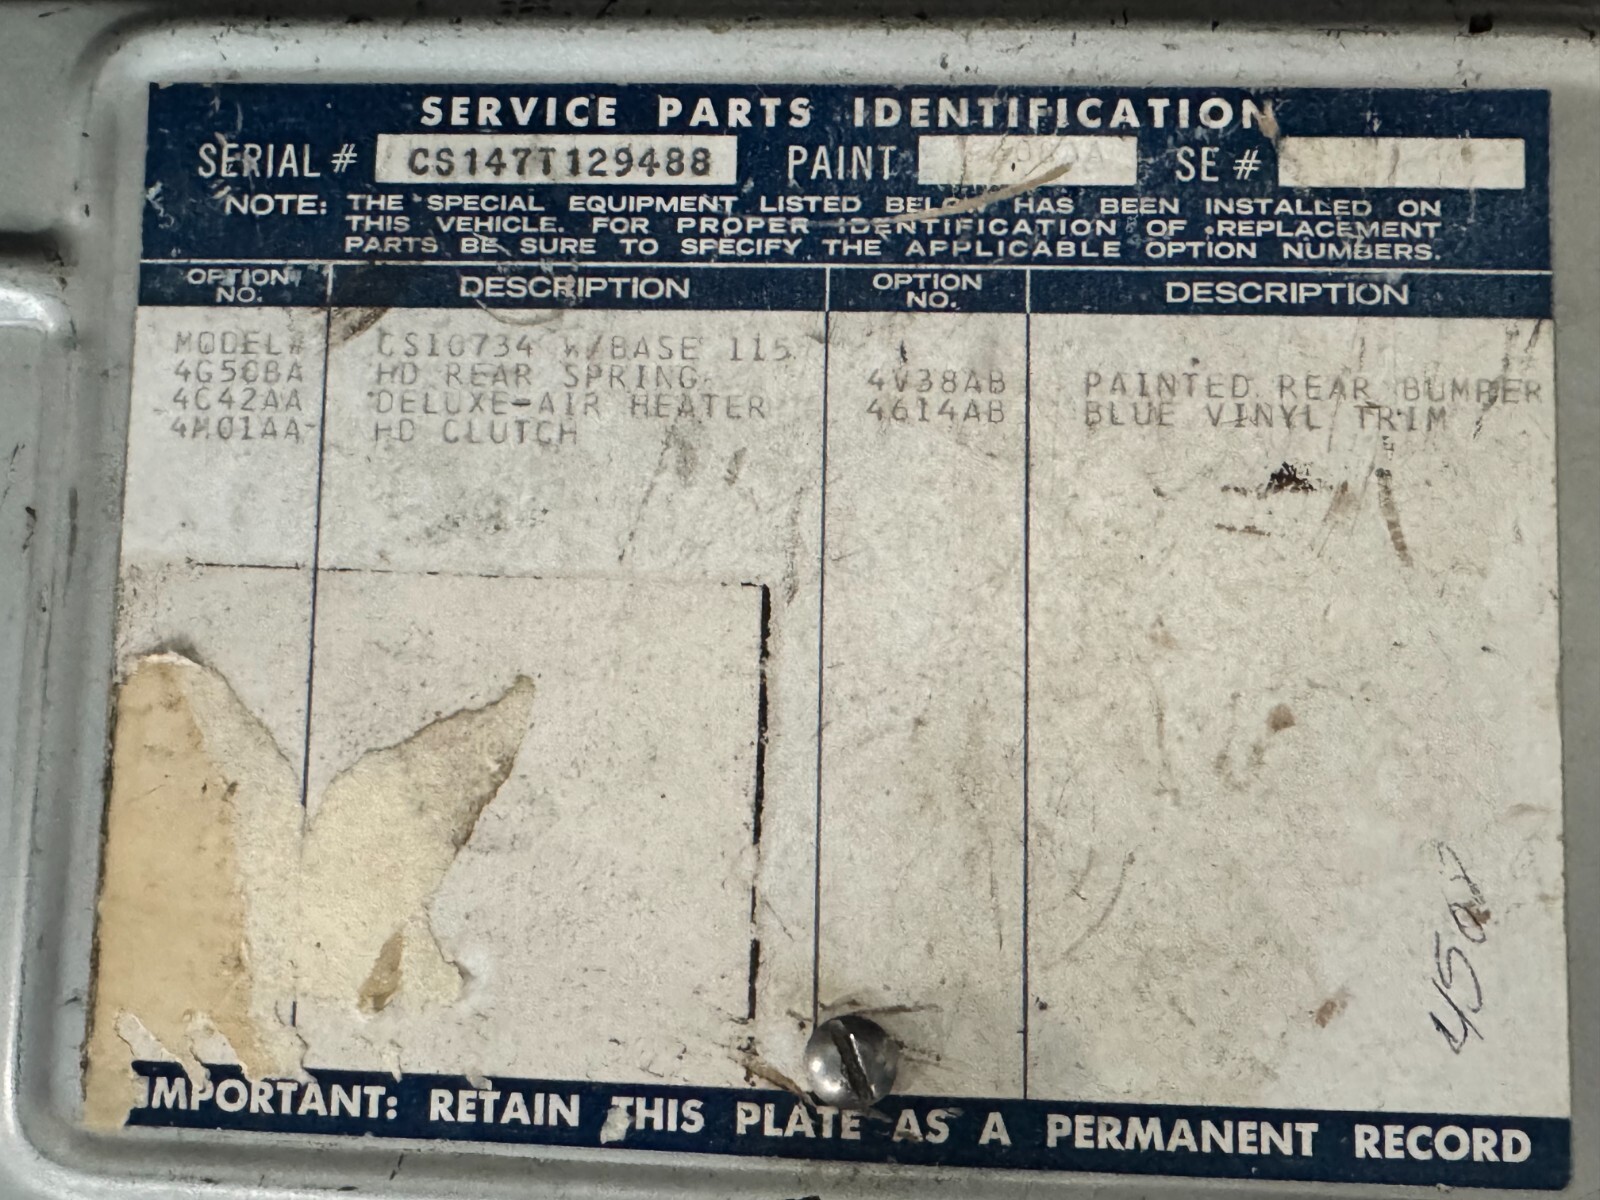 SERVICE PARTS IDENTIFICATION
SERIAL # CS147T129488 PAINT SE #
NOTE: THE SPECIAL EQUIPMENT LISTED BELOW HAS BEEN INSTALLED ON
THIS VEHICLE. FOR PROPER IDENTIFICATION OF REPLACEMENT
PARTS BE SURE TO SPECIFY THE APPLICABLE OPTION NUMBERS.
OPTION NO. DESCRIPTION OPTION NO. DESCRIPTION
MODEL# CS10734 W/BASE 115
4G50BA HD REAR SPRING 4V38AB PAINTED REAR BUMPER
4C42AA DELUXE-AIR HEATER 4614AB BLUE VINYL TRIM
4M01AA HD CLUTCH
IMPORTANT: RETAIN THIS PLATE AS A PERMANENT RECORD